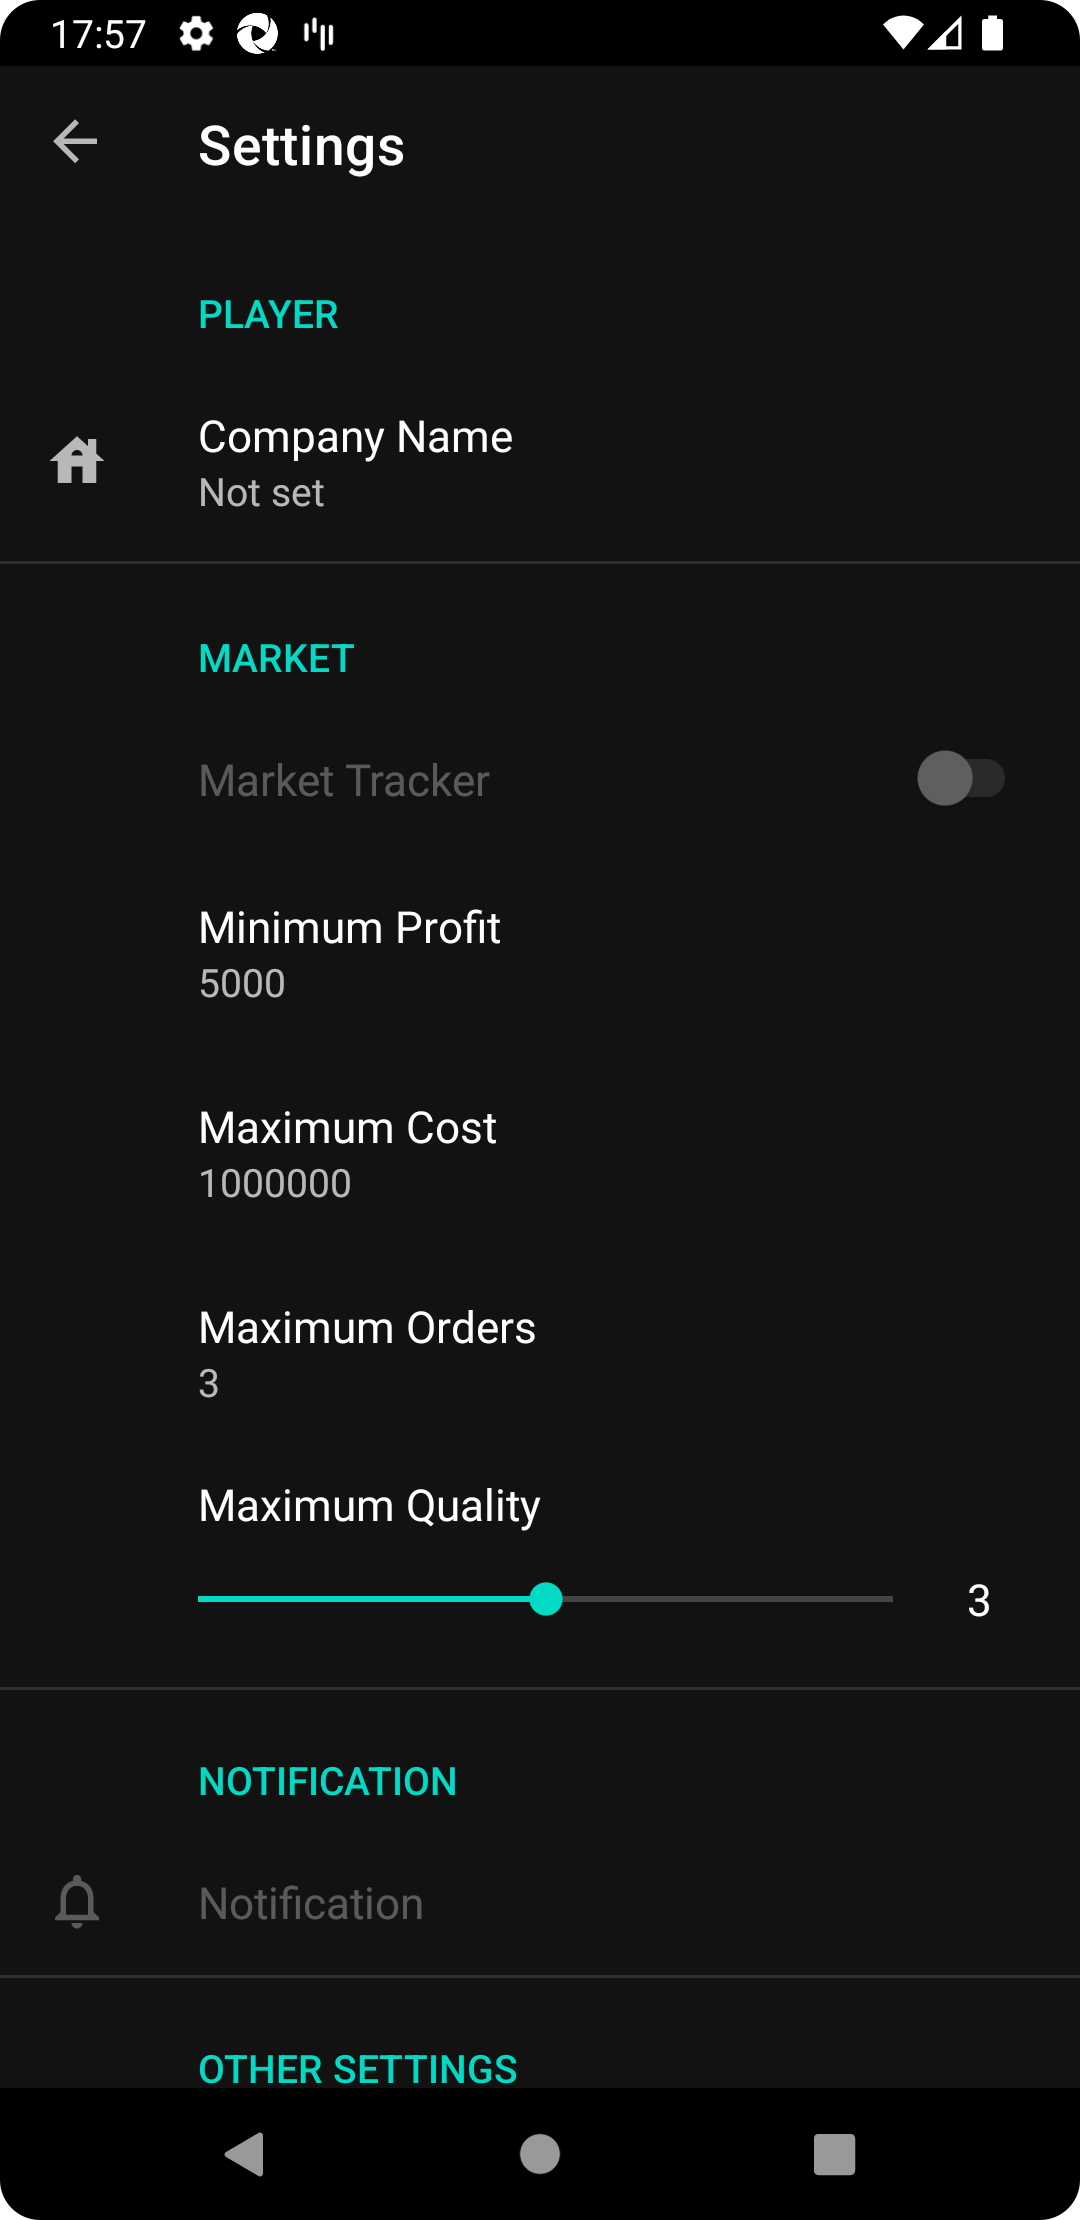 17:57
Settings
PLAYER
Company Name
Not set
MARKET
Market Tracker
Minimum Profit
5000
Maximum Cost
1000000
Maximum Orders
3
Maximum Quality
3
NOTIFICATION
Notification
OTHER SETTINGS